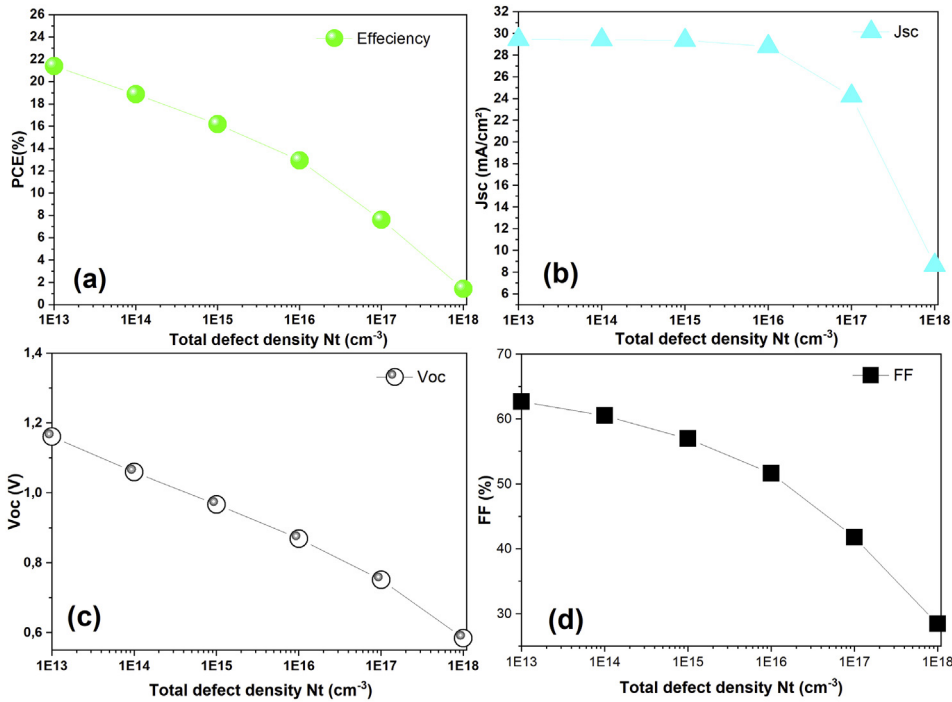 26
24
22
20
18
16
14
12
10
8
6
4
2
0
PCE(%)
Effeciency
(a)
1E13 1E14 1E15 1E16 1E17 1E18
Total defect density Nt (cm⁻³)
32
30
28
26
24
22
20
18
16
14
12
10
8
6
4
Jsc (mA/cm²)
Jsc
(b)
1E13 1E14 1E15 1E16 1E17 1E18
Total defect density Nt (cm⁻³)
1,4
1,2
1,0
0,8
0,6
Voc (V)
Voc
(c)
1E13 1E14 1E15 1E16 1E17 1E18
Total defect density Nt (cm⁻³)
70
60
50
40
30
FF (%)
FF
(d)
1E13 1E14 1E15 1E16 1E17 1E18
Total defect density Nt (cm⁻³)